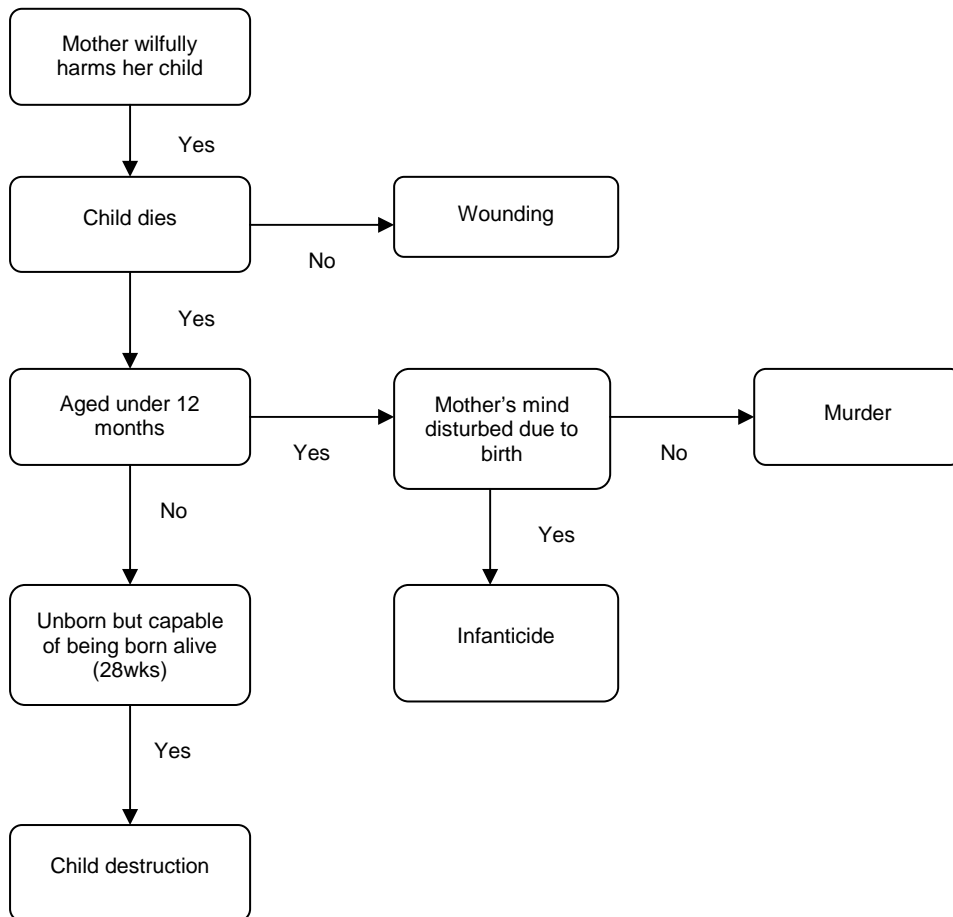 Mother wilfully
harms her child
Yes
Child dies
Wounding
No
Yes
Aged under 12
months
Mother’s mind
disturbed due to
birth
Murder
Yes
No
No
Yes
Unborn but capable
of being born alive
(28wks)
Infanticide
Yes
Child destruction